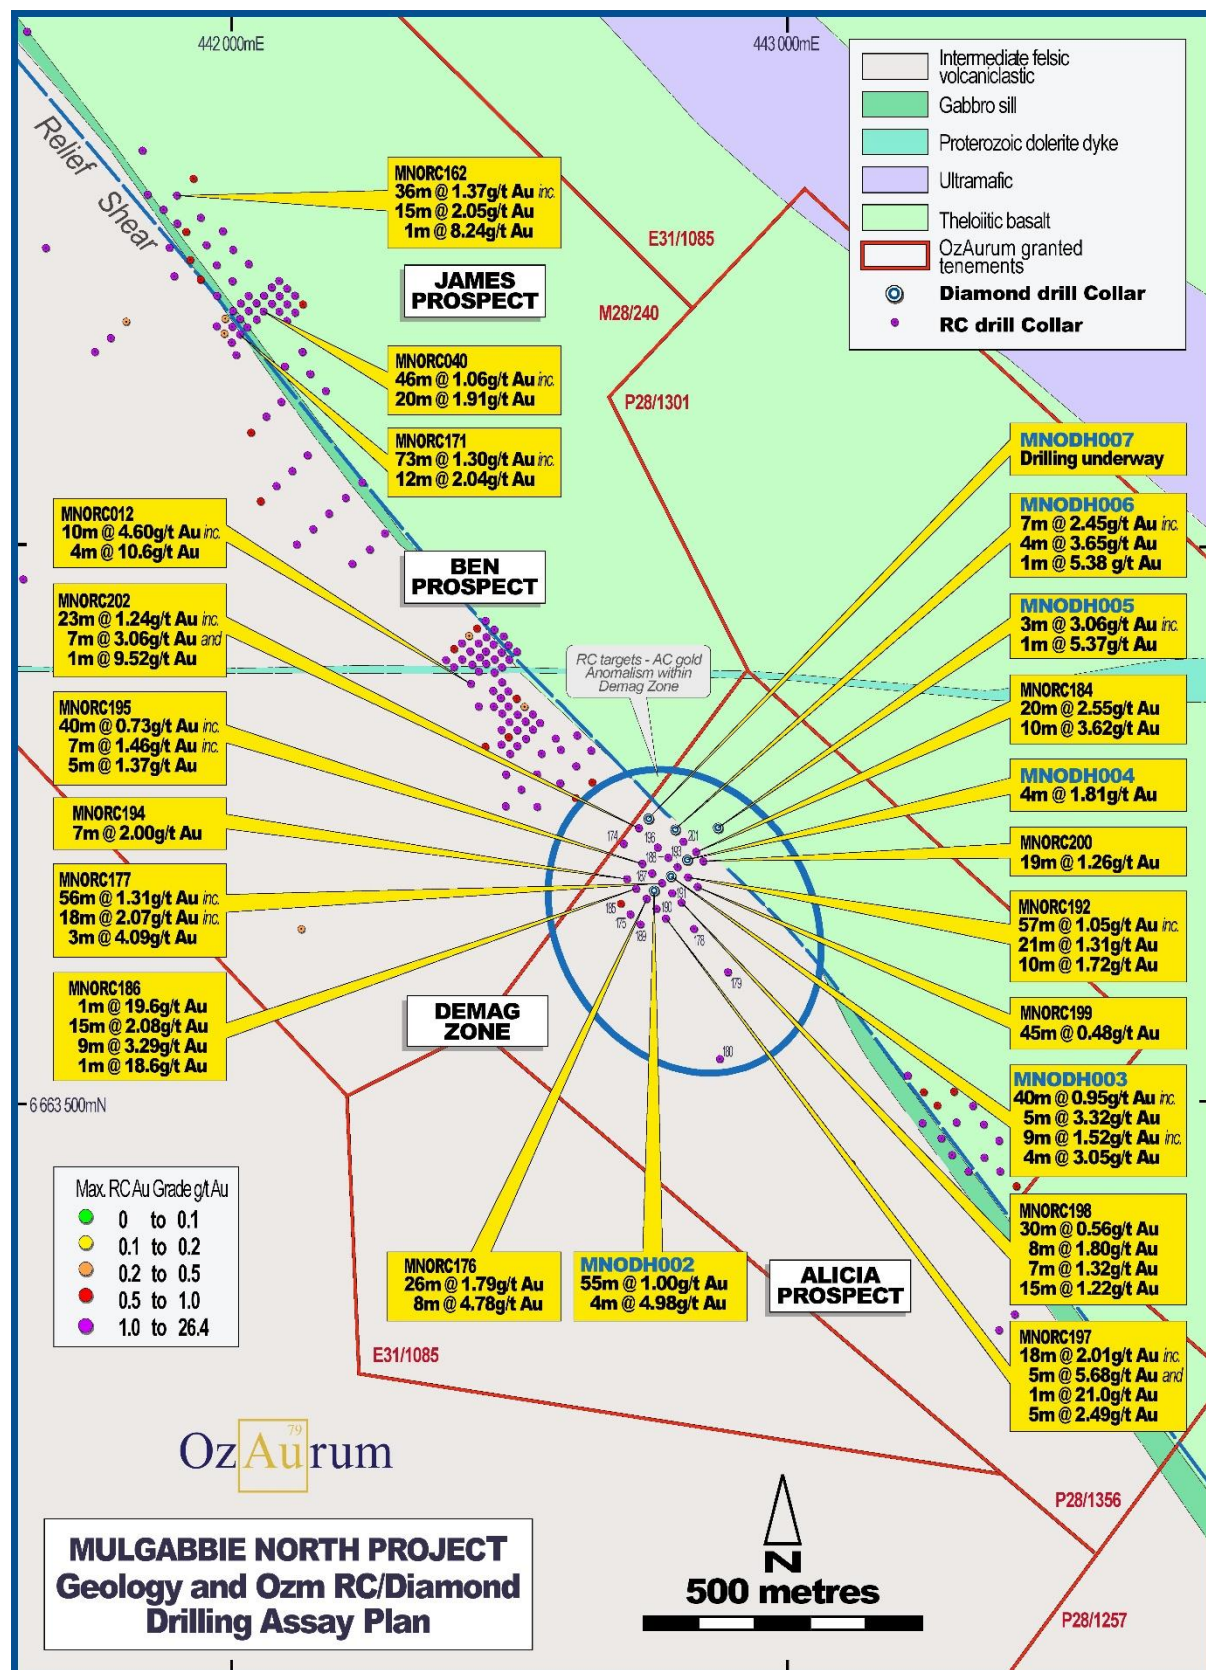 442 000mE
443 000mE
Intermediate felsic
volcaniclastic
Gabbro sill
Proterozoic dolerite dyke
Ultramafic
Theloiitic basalt
OzAurum granted
tenements
Diamond drill Collar
RC drill Collar
Relief Shear
MNORC162
36m @ 1.37g/t Au inc.
15m @ 2.05g/t Au
1m @ 8.24g/t Au
JAMES
PROSPECT
E31/1085
M28/240
P28/1301
MNORC040
46m @ 1.06g/t Au inc.
20m @ 1.91g/t Au
MNORC171
73m @ 1.30g/t Au inc.
12m @ 2.04g/t Au
BEN
PROSPECT
MNORC012
10m @ 4.60g/t Au inc.
4m @ 10.6g/t Au
MNORC202
23m @ 1.24g/t Au inc.
7m @ 3.06g/t Au and
1m @ 9.52g/t Au
MNORC195
40m @ 0.73g/t Au inc.
7m @ 1.46g/t Au inc.
5m @ 1.37g/t Au
MNORC194
7m @ 2.00g/t Au
MNORC177
56m @ 1.31g/t Au inc.
18m @ 2.07g/t Au inc.
3m @ 4.09g/t Au
MNORC186
1m @ 19.6g/t Au
15m @ 2.08g/t Au
9m @ 3.29g/t Au
1m @ 18.6g/t Au
RC targets - AC gold
Anomalism within
Demag Zone
MNODH007
Drilling underway
MNODH006
7m @ 2.45g/t Au inc.
4m @ 3.65g/t Au
1m @ 5.38 g/t Au
MNODH005
3m @ 3.06g/t Au inc.
1m @ 5.37g/t Au
MNORC184
20m @ 2.55g/t Au
10m @ 3.62g/t Au
MNODH004
4m @ 1.81g/t Au
MNORC200
19m @ 1.26g/t Au
MNORC192
57m @ 1.05g/t Au inc.
21m @ 1.31g/t Au
10m @ 1.72g/t Au
MNORC199
45m @ 0.48g/t Au
MNODH003
40m @ 0.95g/t Au inc.
5m @ 3.32g/t Au
9m @ 1.52g/t Au inc.
4m @ 3.05g/t Au
MNORC198
30m @ 0.56g/t Au
8m @ 1.80g/t Au
7m @ 1.32g/t Au
15m @ 1.22g/t Au
MNORC197
18m @ 2.01g/t Au inc.
5m @ 5.68g/t Au and
1m @ 21.0g/t Au
5m @ 2.49g/t Au
174
196
201
188
193
187
185
191
175
190
189
178
179
180
DEMAG
ZONE
6 663 500mN
Max. RC Au Grade g/t Au
0 to 0.1
0.1 to 0.2
0.2 to 0.5
0.5 to 1.0
1.0 to 26.4
MNORC176
26m @ 1.79g/t Au
8m @ 4.78g/t Au
MNODH002
55m @ 1.00g/t Au
4m @ 4.98g/t Au
ALICIA
PROSPECT
E31/1085
79
OzAurum
P28/1356
P28/1257
MULGABBIE NORTH PROJECT
Geology and Ozm RC/Diamond
Drilling Assay Plan
N
500 metres